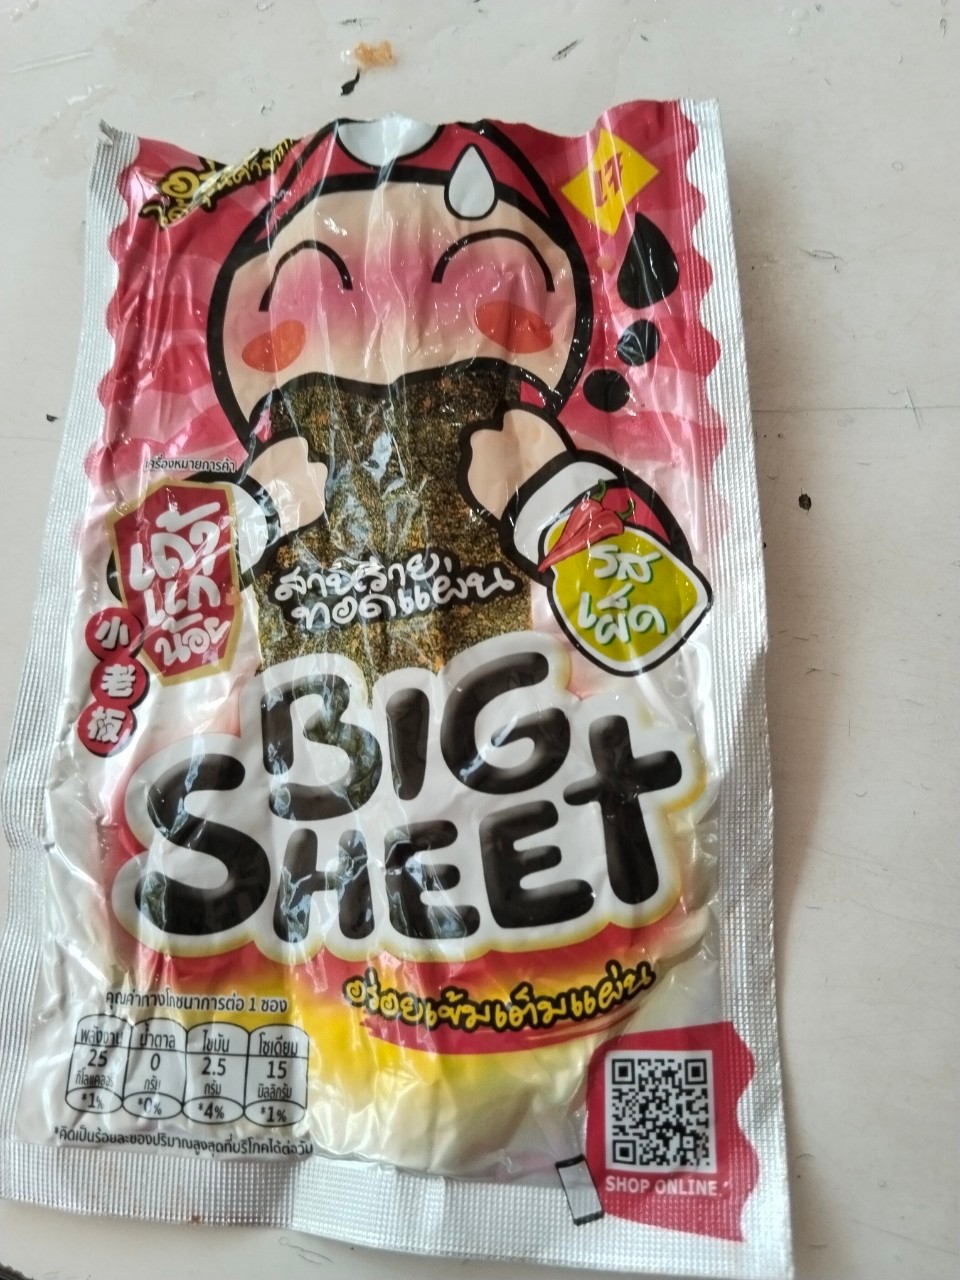 เครื่องหมายการค้า
เถ้า
แก่
น้อย
小
老
板
สาหร่าย
ทอดแผ่น
รส
เผ็ด
BIG
SHEET
อร่อยเข้มเต็มแผ่น
คุณค่าทางโภชนาการต่อ 1 ซอง
พลังงาน น้ำตาล ไขมัน โซเดียม
25 0 2.5 15
กิโลแคลอรี กรัม กรัม มิลลิกรัม
*1% *0% *4% *1%
*คิดเป็นร้อยละของปริมาณสูงสุดที่บริโภคได้ต่อวัน
SHOP ONLINE